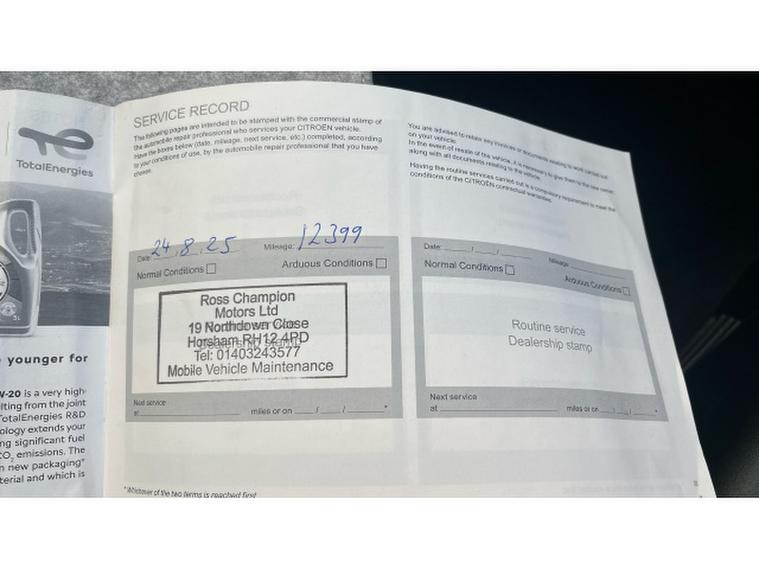 TotalEnergies
younger for
W-20 is a very high-
lting from the joint
TotalEnergies R&D
ology extends your
ng significant fuel
CO2 emissions. The
n new packaging*
terial and which is
SERVICE RECORD
The following pages are intended to be stamped with the commercial stamp of
the automobile repair professional who services your CITROËN vehicle.
Have the boxes below (date, mileage, next service, etc.) completed, according
to your conditions of use, by the automobile repair professional that you have
chosen.
Date: 24.8.25 Mileage: 12399
Normal Conditions Arduous Conditions
Ross Champion
Motors Ltd
19 Northdown Close
Horsham RH12 4PD
Tel: 01403243577
Mobile Vehicle Maintenance
Next service
at miles or on / / *
* Whichever of the two terms is reached first
You are advised to retain any invoices or documents relating to work carried out
on your vehicle.
In the event of resale of the vehicle, it is necessary to give them to the new owner
along with all documents relating to the vehicle.
Having the routine services carried out is a compulsory requirement to meet the
conditions of the CITROËN contractual warranties.
Date: / / Mileage:
Normal Conditions Arduous Conditions
Routine service
Dealership stamp
Next service
at miles or on / / *